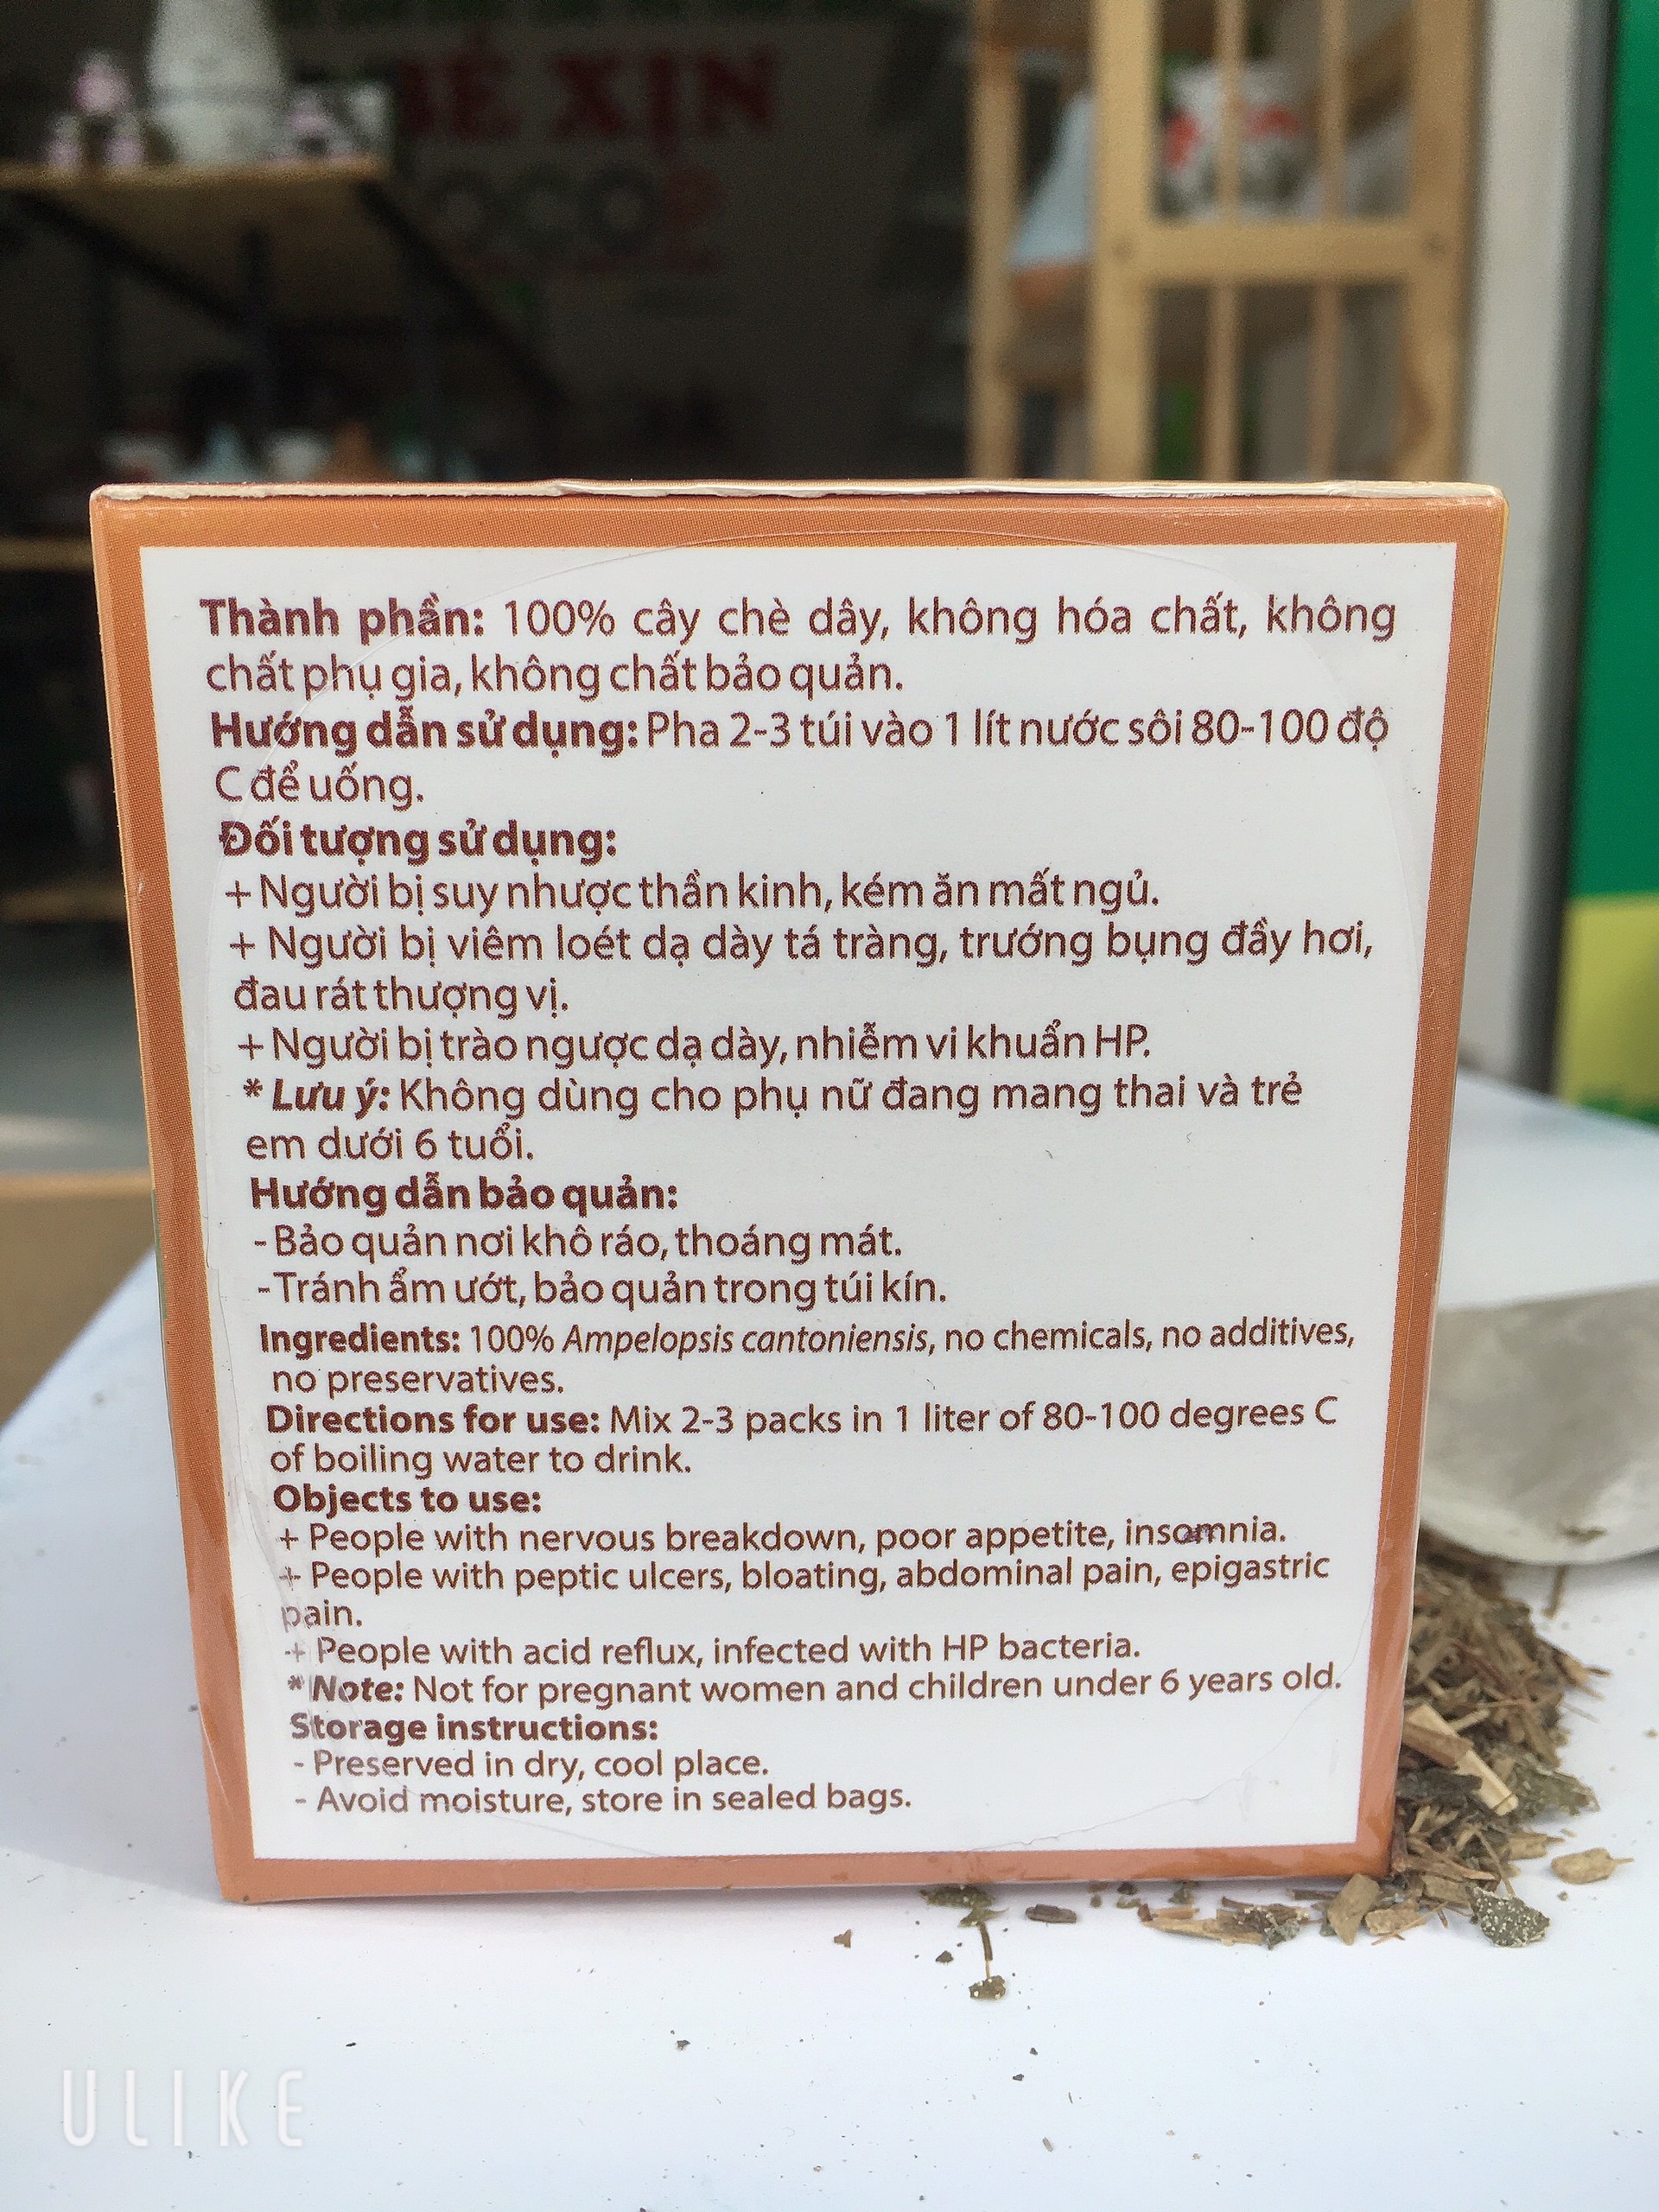 XỊN
Thành phần: 100% cây chè dây, không hóa chất, không
chất phụ gia, không chất bảo quản.
Hướng dẫn sử dụng: Pha 2-3 túi vào 1 lít nước sôi 80-100 độ
C để uống.
Đối tượng sử dụng:
+ Người bị suy nhược thần kinh, kém ăn mất ngủ.
+ Người bị viêm loét dạ dày tá tràng, trướng bụng đầy hơi,
đau rát thượng vị.
+ Người bị trào ngược dạ dày, nhiễm vi khuẩn HP.
* Lưu ý: Không dùng cho phụ nữ đang mang thai và trẻ
em dưới 6 tuổi.
Hướng dẫn bảo quản:
- Bảo quản nơi khô ráo, thoáng mát.
- Tránh ẩm ướt, bảo quản trong túi kín.
Ingredients: 100% Ampelopsis cantoniensis, no chemicals, no additives,
no preservatives.
Directions for use: Mix 2-3 packs in 1 liter of 80-100 degrees C
of boiling water to drink.
Objects to use:
+ People with nervous breakdown, poor appetite, insomnia.
+ People with peptic ulcers, bloating, abdominal pain, epigastric
pain.
+ People with acid reflux, infected with HP bacteria.
* Note: Not for pregnant women and children under 6 years old.
Storage instructions:
- Preserved in dry, cool place.
- Avoid moisture, store in sealed bags.
ULIKE